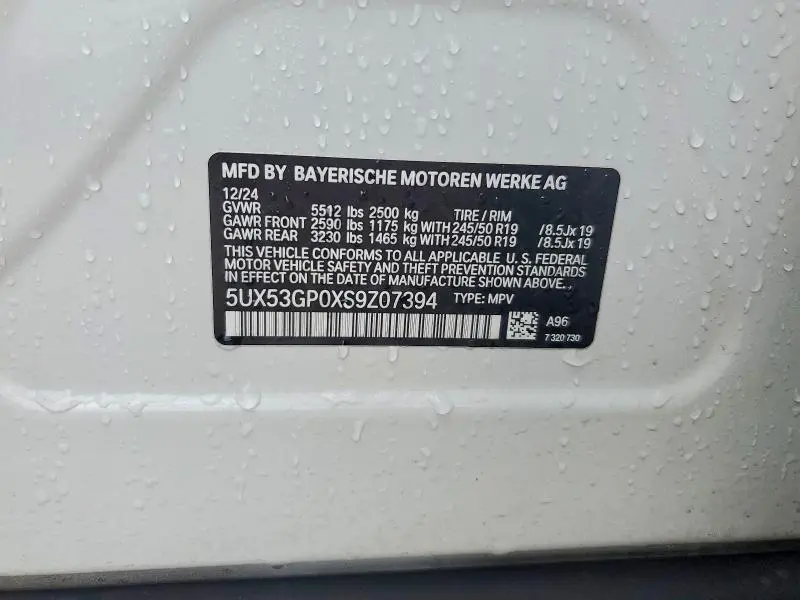 MFD BY BAYERISCHE MOTOREN WERKE AG
12/24
GVWR 5512 lbs 2500 kg TIRE / RIM
GAWR FRONT 2590 lbs 1175 kg WITH 245/50 R19 /8.5Jx19
GAWR REAR 3230 lbs 1465 kg WITH 245/50 R19 /8.5Jx19
THIS VEHICLE CONFORMS TO ALL APPLICABLE U. S. FEDERAL
MOTOR VEHICLE SAFETY AND THEFT PREVENTION STANDARDS
IN EFFECT ON THE DATE OF MANUFACTURE SHOWN ABOVE.
5UX53GP0XS9Z07394 TYPE: MPV
A96
7 320 730